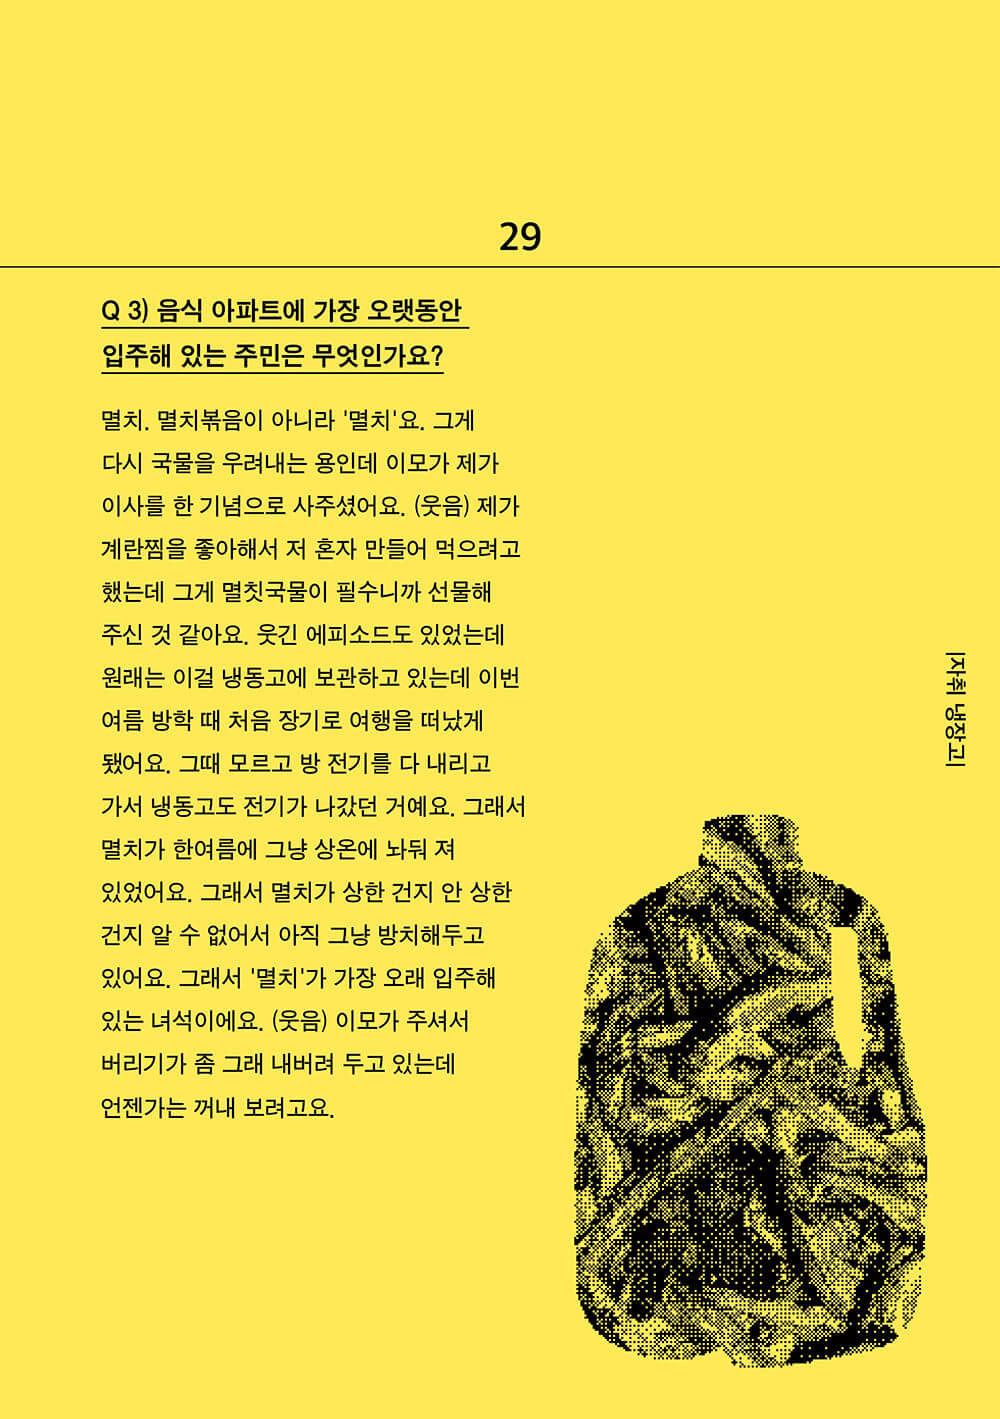 29
Q 3) 음식 아파트에 가장 오랫동안
입주해 있는 주민은 무엇인가요?
멸치. 멸치볶음이 아니라 '멸치'요. 그게
다시 국물을 우려내는 용인데 이모가 제가
이사를 한 기념으로 사주셨어요. (웃음) 제가
계란찜을 좋아해서 저 혼자 만들어 먹으려고
했는데 그게 멸칫국물이 필수니까 선물해
주신 것 같아요. 웃긴 에피소드도 있었는데
원래는 이걸 냉동고에 보관하고 있는데 이번
여름 방학 때 처음 장기로 여행을 떠났게
됐어요. 그때 모르고 방 전기를 다 내리고
가서 냉동고도 전기가 나갔던 거예요. 그래서
멸치가 한여름에 그냥 상온에 놔둬 져
있었어요. 그래서 멸치가 상한 건지 안 상한
건지 알 수 없어서 아직 그냥 방치해두고
있어요. 그래서 '멸치'가 가장 오래 입주해
있는 녀석이에요. (웃음) 이모가 주셔서
버리기가 좀 그래 내버려 두고 있는데
언젠가는 꺼내 보려고요.
|자취 냉장고|